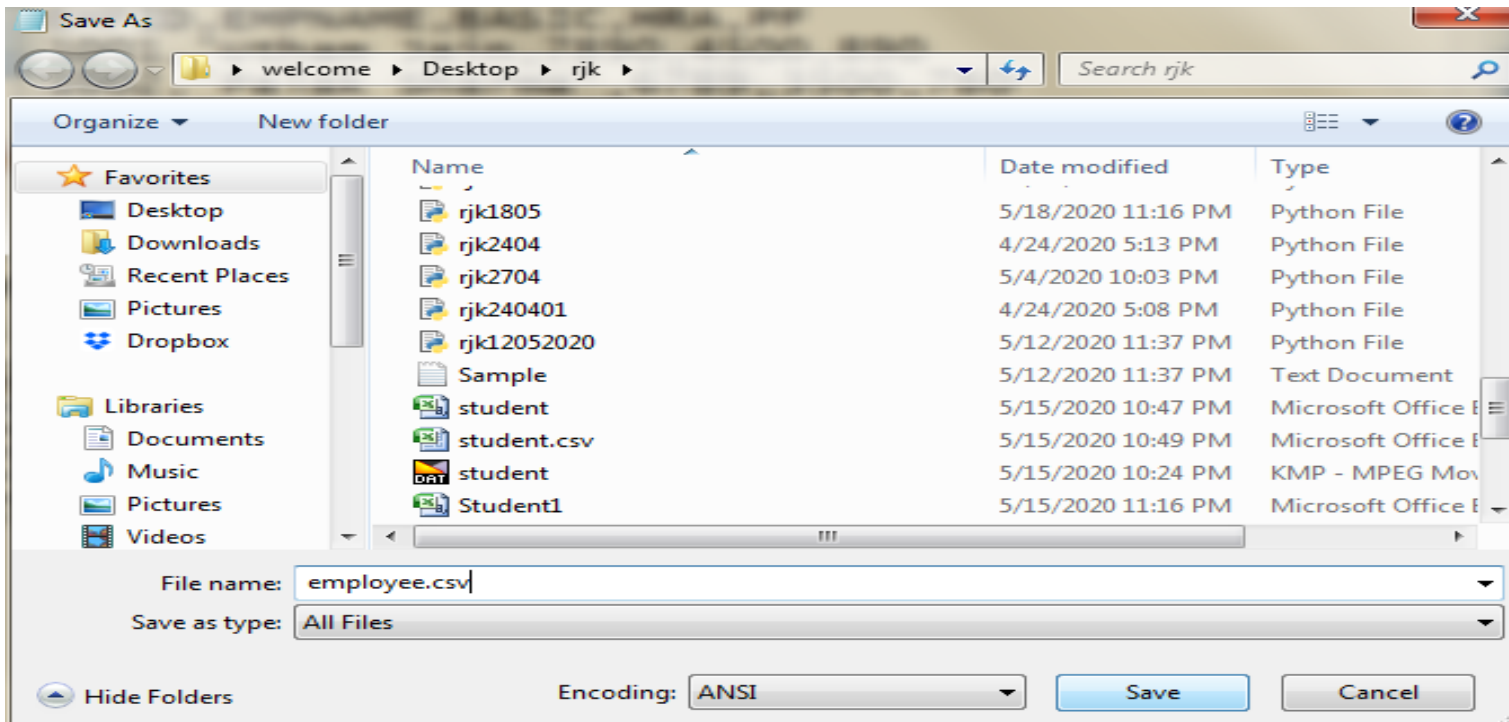 Save As
welcome ▸ Desktop ▸ rjk ▸ Search rjk
Organize New folder
Name Date modified Type
Favorites
Desktop
Downloads
Recent Places
Pictures
Dropbox
Libraries
Documents
Music
Pictures
Videos
rjk1805 5/18/2020 11:16 PM Python File
rjk2404 4/24/2020 5:13 PM Python File
rjk2704 5/4/2020 10:03 PM Python File
rjk240401 4/24/2020 5:08 PM Python File
rjk12052020 5/12/2020 11:37 PM Python File
Sample 5/12/2020 11:37 PM Text Document
student 5/15/2020 10:47 PM Microsoft Office
student.csv 5/15/2020 10:49 PM Microsoft Office
DAT student 5/15/2020 10:24 PM KMP - MPEG Mov
Student1 5/15/2020 11:16 PM Microsoft Office
File name: employee.csv
Save as type: All Files
Hide Folders Encoding: ANSI Save Cancel